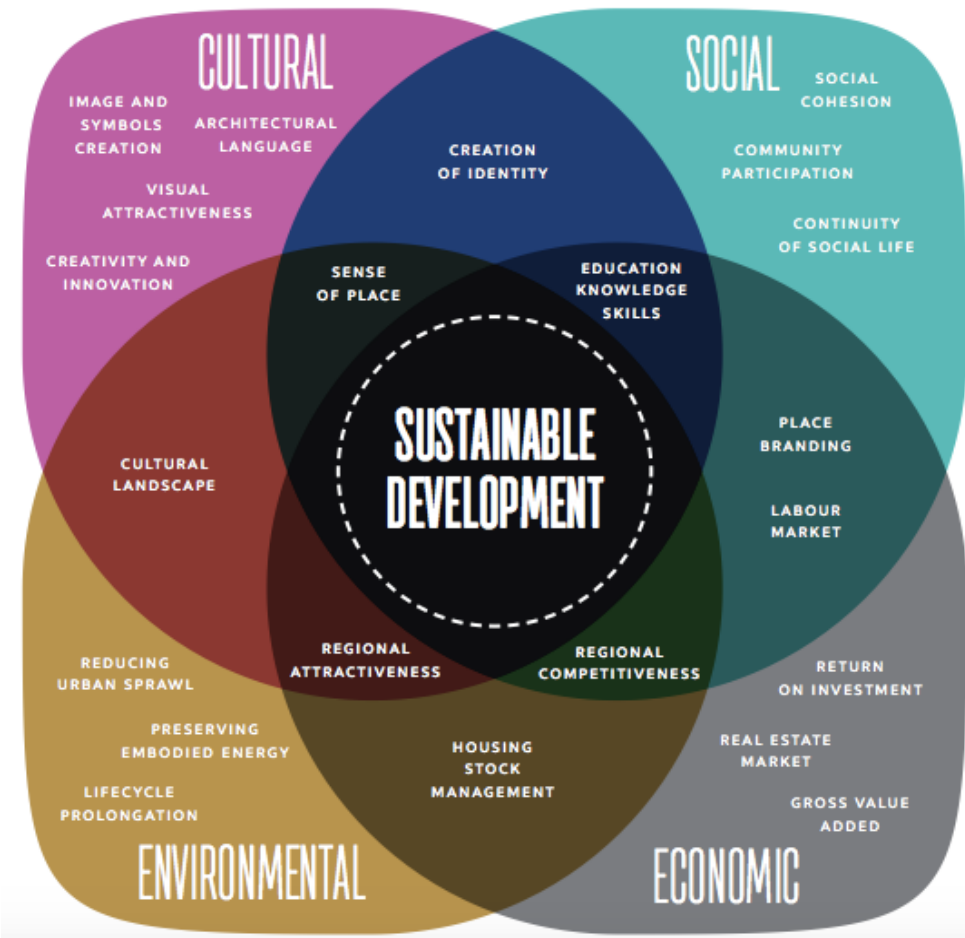 CULTURAL
IMAGE AND
SYMBOLS
CREATION
ARCHITECTURAL
LANGUAGE
VISUAL
ATTRACTIVENESS
CREATIVITY AND
INNOVATION
CREATION
OF IDENTITY
SOCIAL
SOCIAL
COHESION
COMMUNITY
PARTICIPATION
CONTINUITY
OF SOCIAL LIFE
SENSE
OF PLACE
EDUCATION
KNOWLEDGE
SKILLS
CULTURAL
LANDSCAPE
SUSTAINABLE
DEVELOPMENT
PLACE
BRANDING
LABOUR
MARKET
REGIONAL
ATTRACTIVENESS
REGIONAL
COMPETITIVENESS
REDUCING
URBAN SPRAWL
PRESERVING
EMBODIED ENERGY
LIFECYCLE
PROLONGATION
ENVIRONMENTAL
HOUSING
STOCK
MANAGEMENT
RETURN
ON INVESTMENT
REAL ESTATE
MARKET
GROSS VALUE
ADDED
ECONOMIC